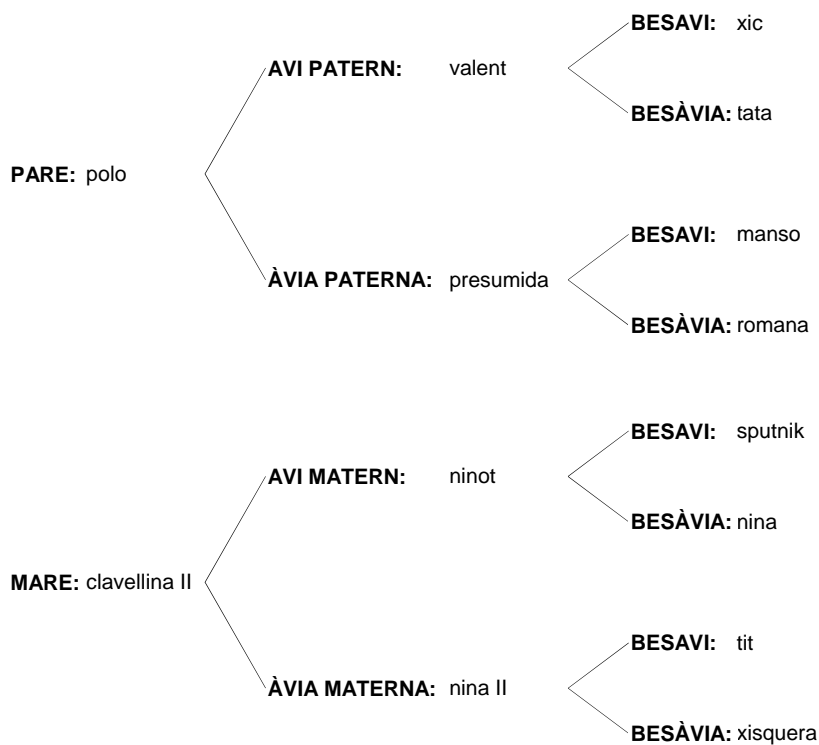 BESAVI: xic
AVI PATERN: valent
BESÀVIA: tata
PARE: polo
BESAVI: manso
ÀVIA PATERNA: presumida
BESÀVIA: romana
BESAVI: sputnik
AVI MATERN: ninot
BESÀVIA: nina
MARE: clavellina II
BESAVI: tit
ÀVIA MATERNA: nina II
BESÀVIA: xisquera